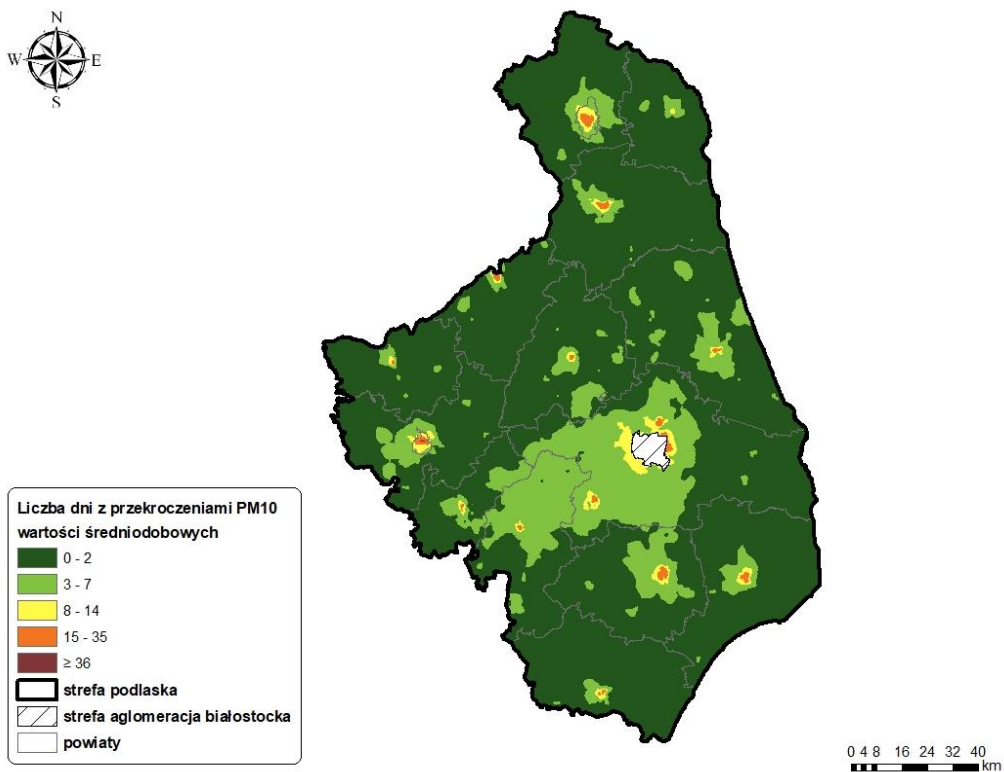 N
W E
S
Liczba dni z przekroczeniami PM10
wartości średniodobowych
0 - 2
3 - 7
8 - 14
15 - 35
≥ 36
strefa podlaska
strefa aglomeracja białostocka
powiaty
0 4 8 16 24 32 40
km